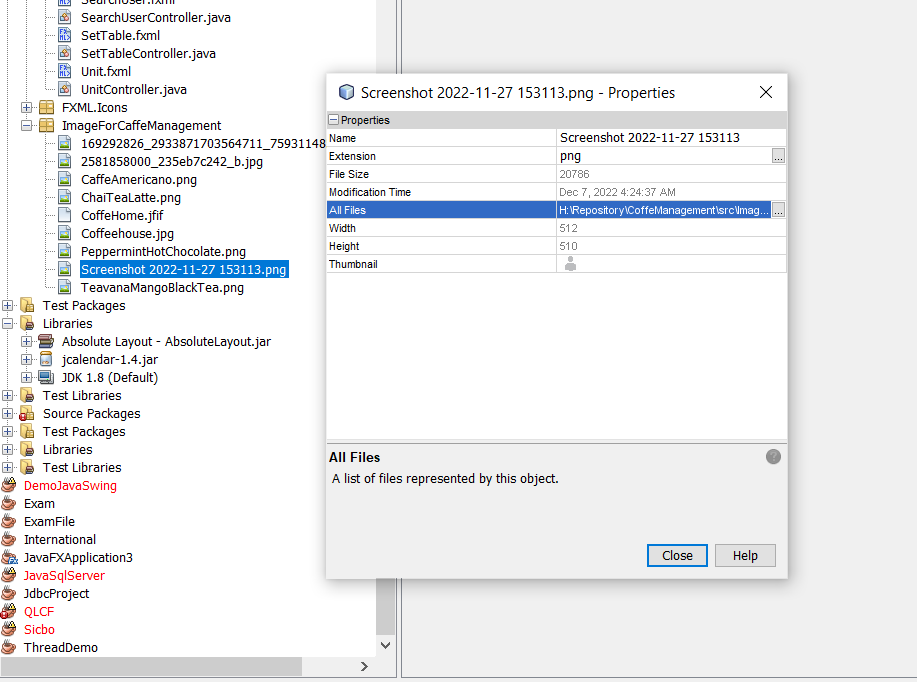 SearchUser.fxml
SearchUserController.java
SetTable.fxml
SetTableController.java
Unit.fxml
UnitController.java
FXML.Icons
ImageForCaffeManagement
169292826_2933871703564711_75931148
2581858000_235eb7c242_b.jpg
CaffeAmericano.png
ChaiTeaLatte.png
CoffeHome.jfif
Coffeehouse.jpg
PeppermintHotChocolate.png
Screenshot 2022-11-27 153113.png
TeavanaMangoBlackTea.png
Test Packages
Libraries
Absolute Layout - AbsoluteLayout.jar
jcalendar-1.4.jar
JDK 1.8 (Default)
Test Libraries
Source Packages
Test Packages
Libraries
Test Libraries
DemoJavaSwing
Exam
ExamFile
International
JavaFXApplication3
JavaSqlServer
JdbcProject
QLCF
Sicbo
ThreadDemo
Screenshot 2022-11-27 153113.png - Properties
Properties
Name Screenshot 2022-11-27 153113
Extension png ...
File Size 20786
Modification Time Dec 7, 2022 4:24:37 AM
All Files H:\Repository\CoffeManagement\src\Imag... ...
Width 512
Height 510
Thumbnail
All Files ?
A list of files represented by this object.
Close Help